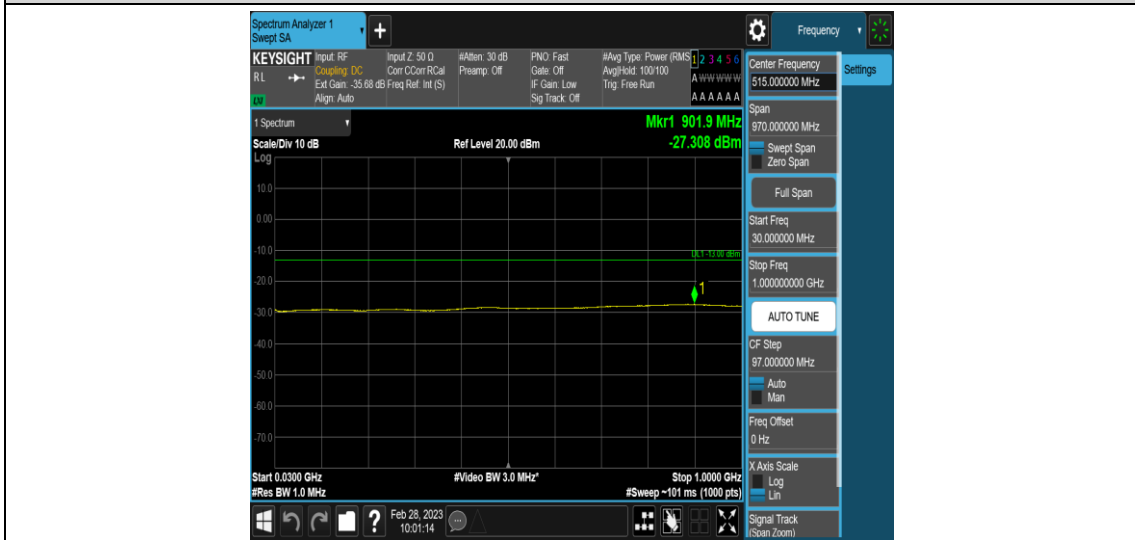 Spectrum Analyzer 1
Swept SA
+
Frequency
KEYSIGHT
RL
LXI
Input: RF
Coupling: DC
Ext Gain: -35.68 dB
Align: Auto
Input Z: 50 Ω
Corr CCorr RCal
Freq Ref: Int (S)
#Atten: 30 dB
Preamp: Off
PNO: Fast
Gate: Off
IF Gain: Low
Sig Track: Off
#Avg Type: Power (RMS
Avg|Hold: 100/100
Trig: Free Run
1 2 3 4 5 6
A W W W W W
A A A A A A
1 Spectrum
Mkr1 901.9 MHz
Scale/Div 10 dB
Ref Level 20.00 dBm
-27.308 dBm
Log
10.0
0.00
-10.0
DL1 -13.00 dBm
-20.0
1
-30.0
-40.0
-50.0
-60.0
-70.0
Start 0.0300 GHz
#Video BW 3.0 MHz*
Stop 1.0000 GHz
#Res BW 1.0 MHz
#Sweep ~101 ms (1000 pts)
?
Feb 28, 2023
10:01:14
Center Frequency
515.000000 MHz
Settings
Span
970.000000 MHz
Swept Span
Zero Span
Full Span
Start Freq
30.000000 MHz
Stop Freq
1.000000000 GHz
AUTO TUNE
CF Step
97.000000 MHz
Auto
Man
Freq Offset
0 Hz
X Axis Scale
Log
Lin
Signal Track
(Span Zoom)